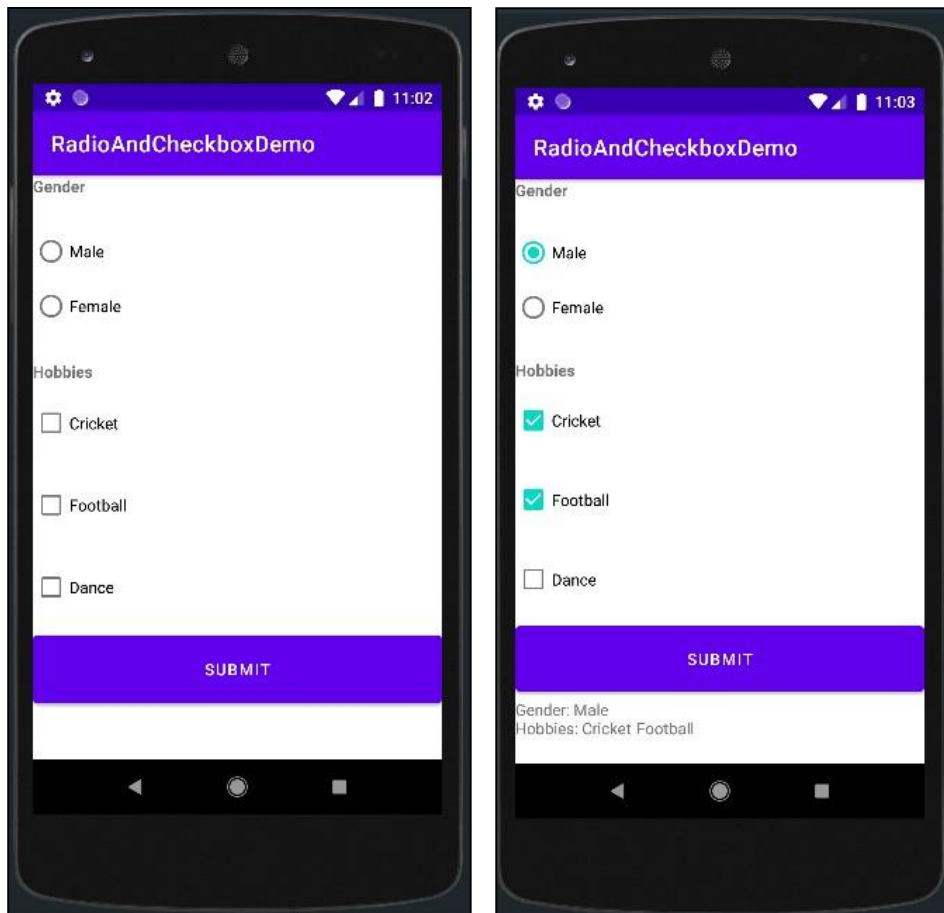 11:02
RadioAndCheckboxDemo
Gender
Male
Female
Hobbies
Cricket
Football
Dance
SUBMIT
11:03
RadioAndCheckboxDemo
Gender
Male
Female
Hobbies
Cricket
Football
Dance
SUBMIT
Gender: Male
Hobbies: Cricket Football